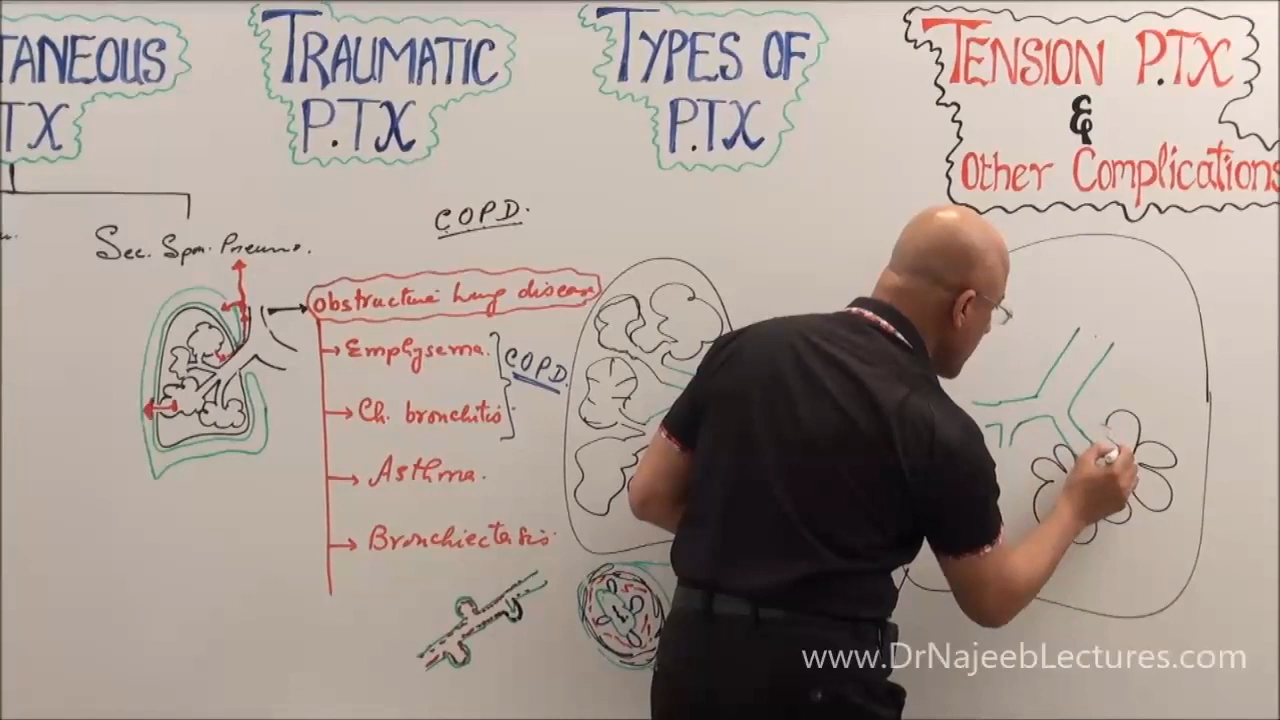 TANEOUS
TX
TRAUMATIC
P.TX
TYPES OF
P.TX
TENSION P.TX
&
Other Complications
COPD.
Sec. Spon. Pneumo.
Obstructive lung disease
Emphysema.
Ch. bronchitis
COPD.
Asthma.
Bronchiectasis.
www.DrNajeebLectures.com